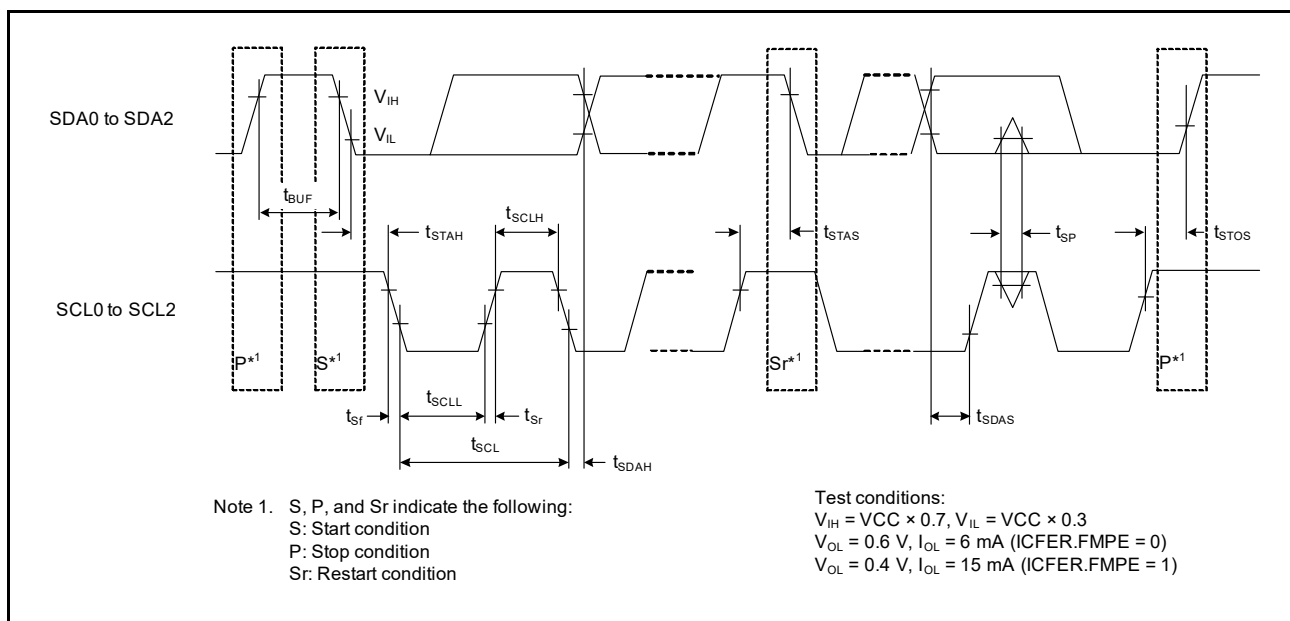 SDA0 to SDA2
VIH
VIL
tBUF
tSTAH
tSCLH
tSTAS
tSP
tSTOS
SCL0 to SCL2
P*1
S*1
Sr*1
P*1
tSf
tSCLL
tSr
tSDAS
tSCL
tSDAH
Note 1. S, P, and Sr indicate the following:
S: Start condition
P: Stop condition
Sr: Restart condition
Test conditions:
VIH = VCC × 0.7, VIL = VCC × 0.3
VOL = 0.6 V, IOL = 6 mA (ICFER.FMPE = 0)
VOL = 0.4 V, IOL = 15 mA (ICFER.FMPE = 1)